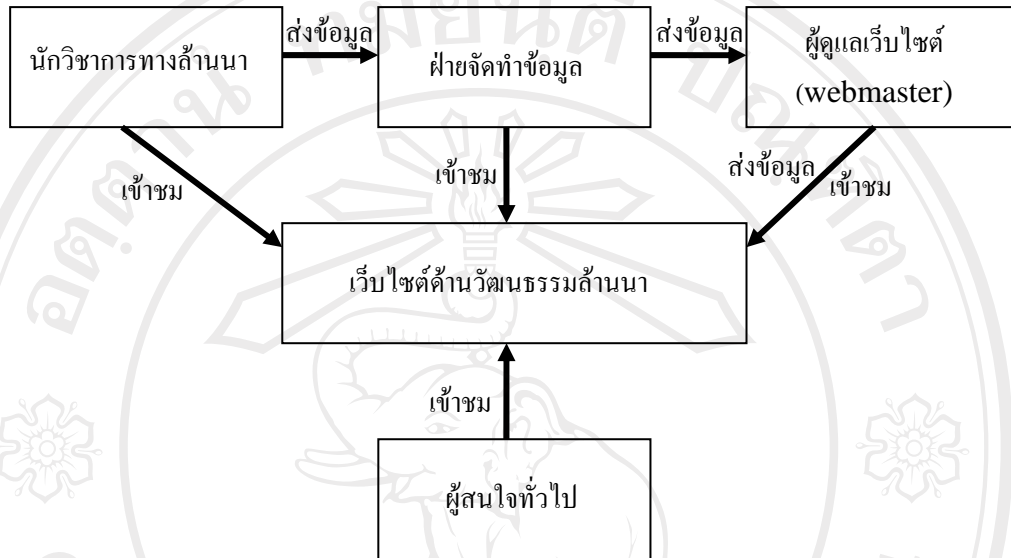 ส่งข้อมูล
ส่งข้อมูล
นักวิชาการทางล้านนา
ฝ่ายจัดทำข้อมูล
ผู้ดูแลเว็บไซต์
(webmaster)
เข้าชม
เข้าชม
ส่งข้อมูล
เข้าชม
เว็บไซต์ด้านวัฒนธรรมล้านนา
เข้าชม
ผู้สนใจทั่วไป